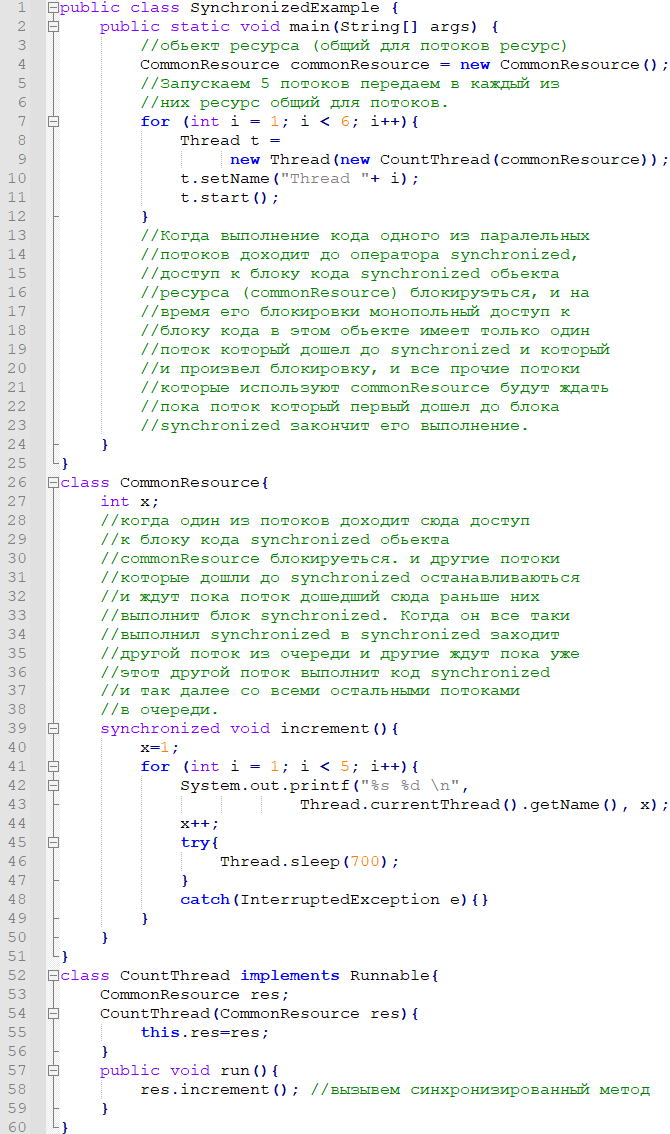 1 public class SynchronizedExample {
2 public static void main(String[] args) {
3 //обьект ресурса (общий для потоков ресурс)
4 CommonResource commonResource = new CommonResource();
5 //Запускаем 5 потоков передаем в каждый из
6 //них ресурс общий для потоков.
7 for (int i = 1; i < 6; i++){
8 Thread t =
9 new Thread(new CountThread(commonResource));
10 t.setName("Thread "+ i);
11 t.start();
12 }
13 //Когда выполнение кода одного из паралельных
14 //потоков доходит до оператора synchronized,
15 //доступ к блоку кода synchronized обьекта
16 //ресурса (commonResource) блокируэться, и на
17 //время его блокировки монопольный доступ к
18 //блоку кода в этом обьекте имеет только один
19 //поток который дошел до synchronized и который
20 //и произвел блокировку, и все прочие потоки
21 //которые используют commonResource будут ждать
22 //пока поток который первый дошел до блока
23 //synchronized закончит его выполнение.
24 }
25 }
26 class CommonResource{
27 int x;
28 //когда один из потоков доходит сюда доступ
29 //к блоку кода synchronized обьекта
30 //commonResource блокируеться. и другие потоки
31 //которые дошли до synchronized останавливаються
32 //и ждут пока поток дошедший сюда раньше них
33 //выполнит блок synchronized. Когда он все таки
34 //выполнил synchronized в synchronized заходит
35 //другой поток из очереди и другие ждут пока уже
36 //этот другой поток выполнит код synchronized
37 //и так далее со всеми остальными потоками
38 //в очереди.
39 synchronized void increment(){
40 x=1;
41 for (int i = 1; i < 5; i++){
42 System.out.printf("%s %d \n",
43 Thread.currentThread().getName(), x);
44 x++;
45 try{
46 Thread.sleep(700);
47 }
48 catch(InterruptedException e){}
49 }
50 }
51 }
52 class CountThread implements Runnable{
53 CommonResource res;
54 CountThread(CommonResource res){
55 this.res=res;
56 }
57 public void run(){
58 res.increment(); //вызывем синхронизированный метод
59 }
60 }